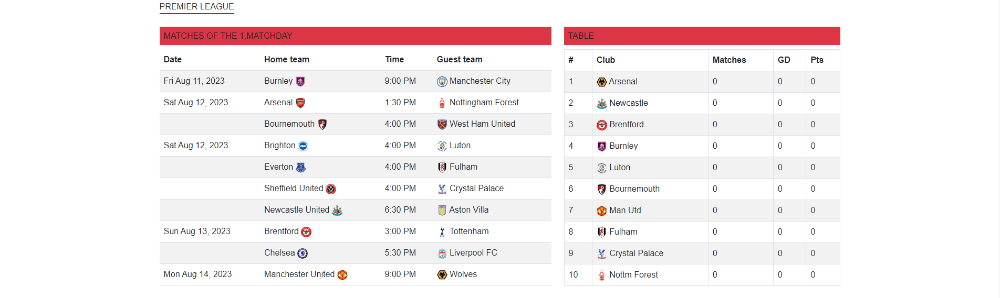 PREMIER LEAGUE
MATCHES OF THE 1.MATCHDAY
Date Home team Time Guest team
Fri Aug 11, 2023 Burnley 9:00 PM Manchester City
Sat Aug 12, 2023 Arsenal 1:30 PM Nottingham Forest
Bournemouth 4:00 PM West Ham United
Sat Aug 12, 2023 Brighton 4:00 PM Luton
Everton 4:00 PM Fulham
Sheffield United 4:00 PM Crystal Palace
Newcastle United 6:30 PM Aston Villa
Sun Aug 13, 2023 Brentford 3:00 PM Tottenham
Chelsea 5:30 PM Liverpool FC
Mon Aug 14, 2023 Manchester United 9:00 PM Wolves
TABLE
# Club Matches GD Pts
1 Arsenal 0 0 0
2 Newcastle 0 0 0
3 Brentford 0 0 0
4 Burnley 0 0 0
5 Luton 0 0 0
6 Bournemouth 0 0 0
7 Man Utd 0 0 0
8 Fulham 0 0 0
9 Crystal Palace 0 0 0
10 Nottm Forest 0 0 0